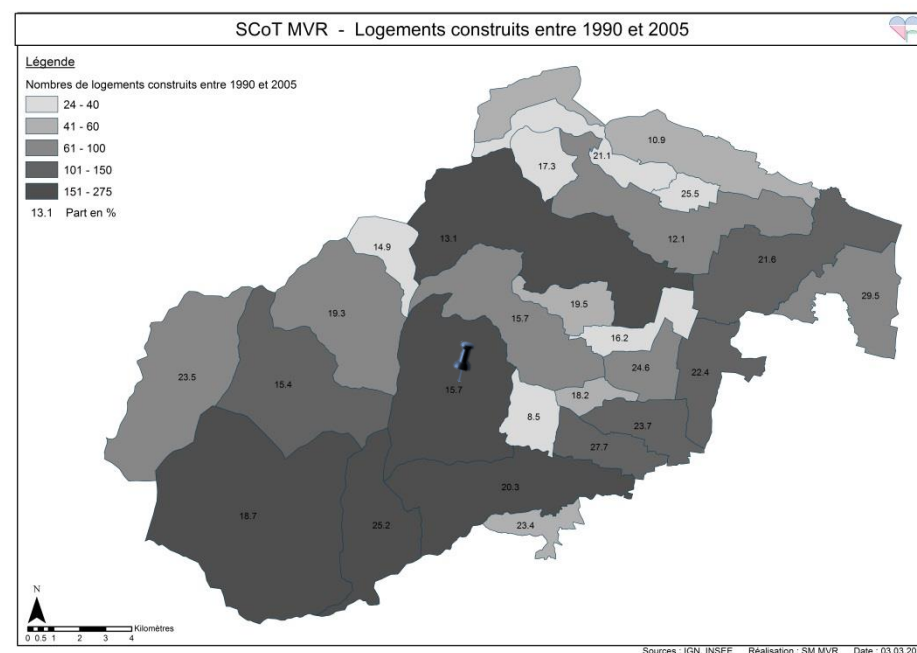 SCoT MVR - Logements construits entre 1990 et 2005
Légende
Nombres de logements construits entre 1990 et 2005
24 - 40
41 - 60
61 - 100
101 - 150
151 - 275
13.1 Part en %
10.9
21.1
17.3
25.5
12.1
13.1
14.9
21.6
29.5
19.5
19.3
15.7
16.2
24.6
22.4
23.5
15.4
15.7
18.2
8.5
23.7
27.7
20.3
18.7
25.2
23.4
N
Kilomètres
0 0.5 1 2 3 4
Sources : IGN, INSEE Réalisation : SM MVR Date : 03.03.20